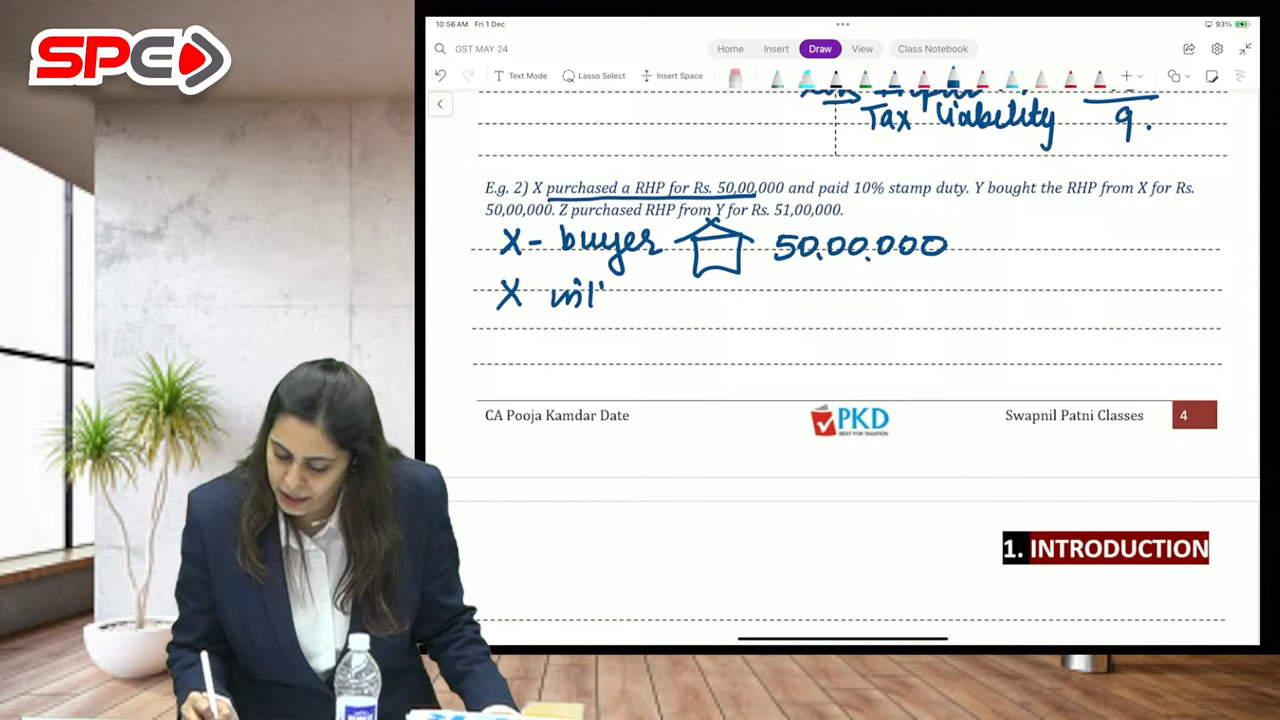 SPE
10:56 AM Fri 1 Dec
93%
GST MAY 24
Home Insert Draw View Class Notebook
Text Mode Lasso Select Insert Space
Tax Liability 9.
E.g. 2) X purchased a RHP for Rs. 50,00,000 and paid 10% stamp duty. Y bought the RHP from X for Rs.
50,00,000. Z purchased RHP from Y for Rs. 51,00,000.
X - buyer 50,00,000
X
CA Pooja Kamdar Date PKD Swapnil Patni Classes 4
BEST FOR TAXATION
1. INTRODUCTION